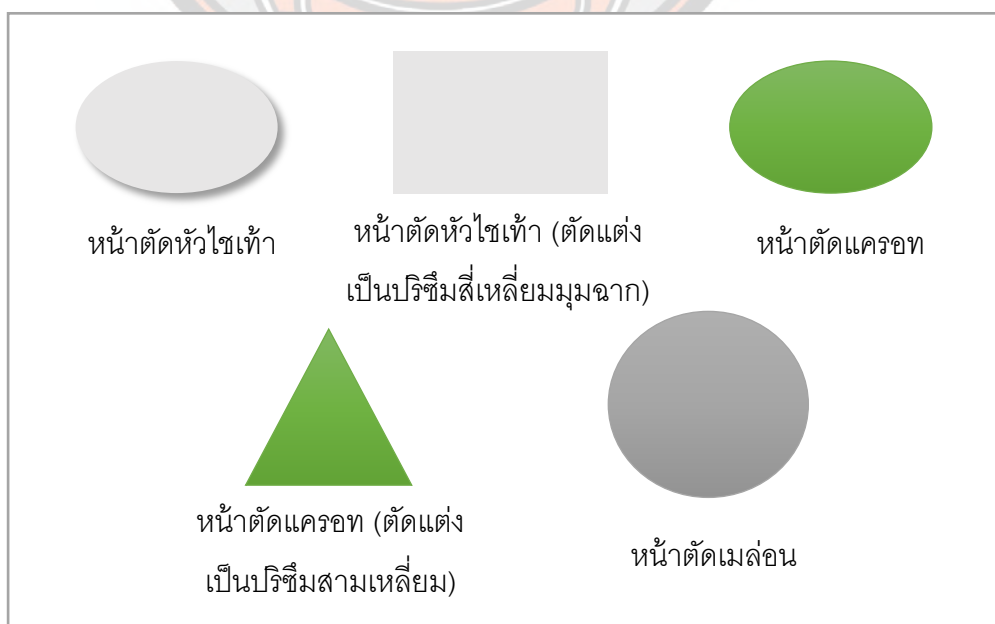 หน้าตัดหัวไชเท้า
หน้าตัดหัวไชเท้า (ตัดแต่ง
เป็นปริซึมสี่เหลี่ยมมุมฉาก)
หน้าตัดแครอท
หน้าตัดแครอท (ตัดแต่ง
เป็นปริซึมสามเหลี่ยม)
หน้าตัดเมล่อน